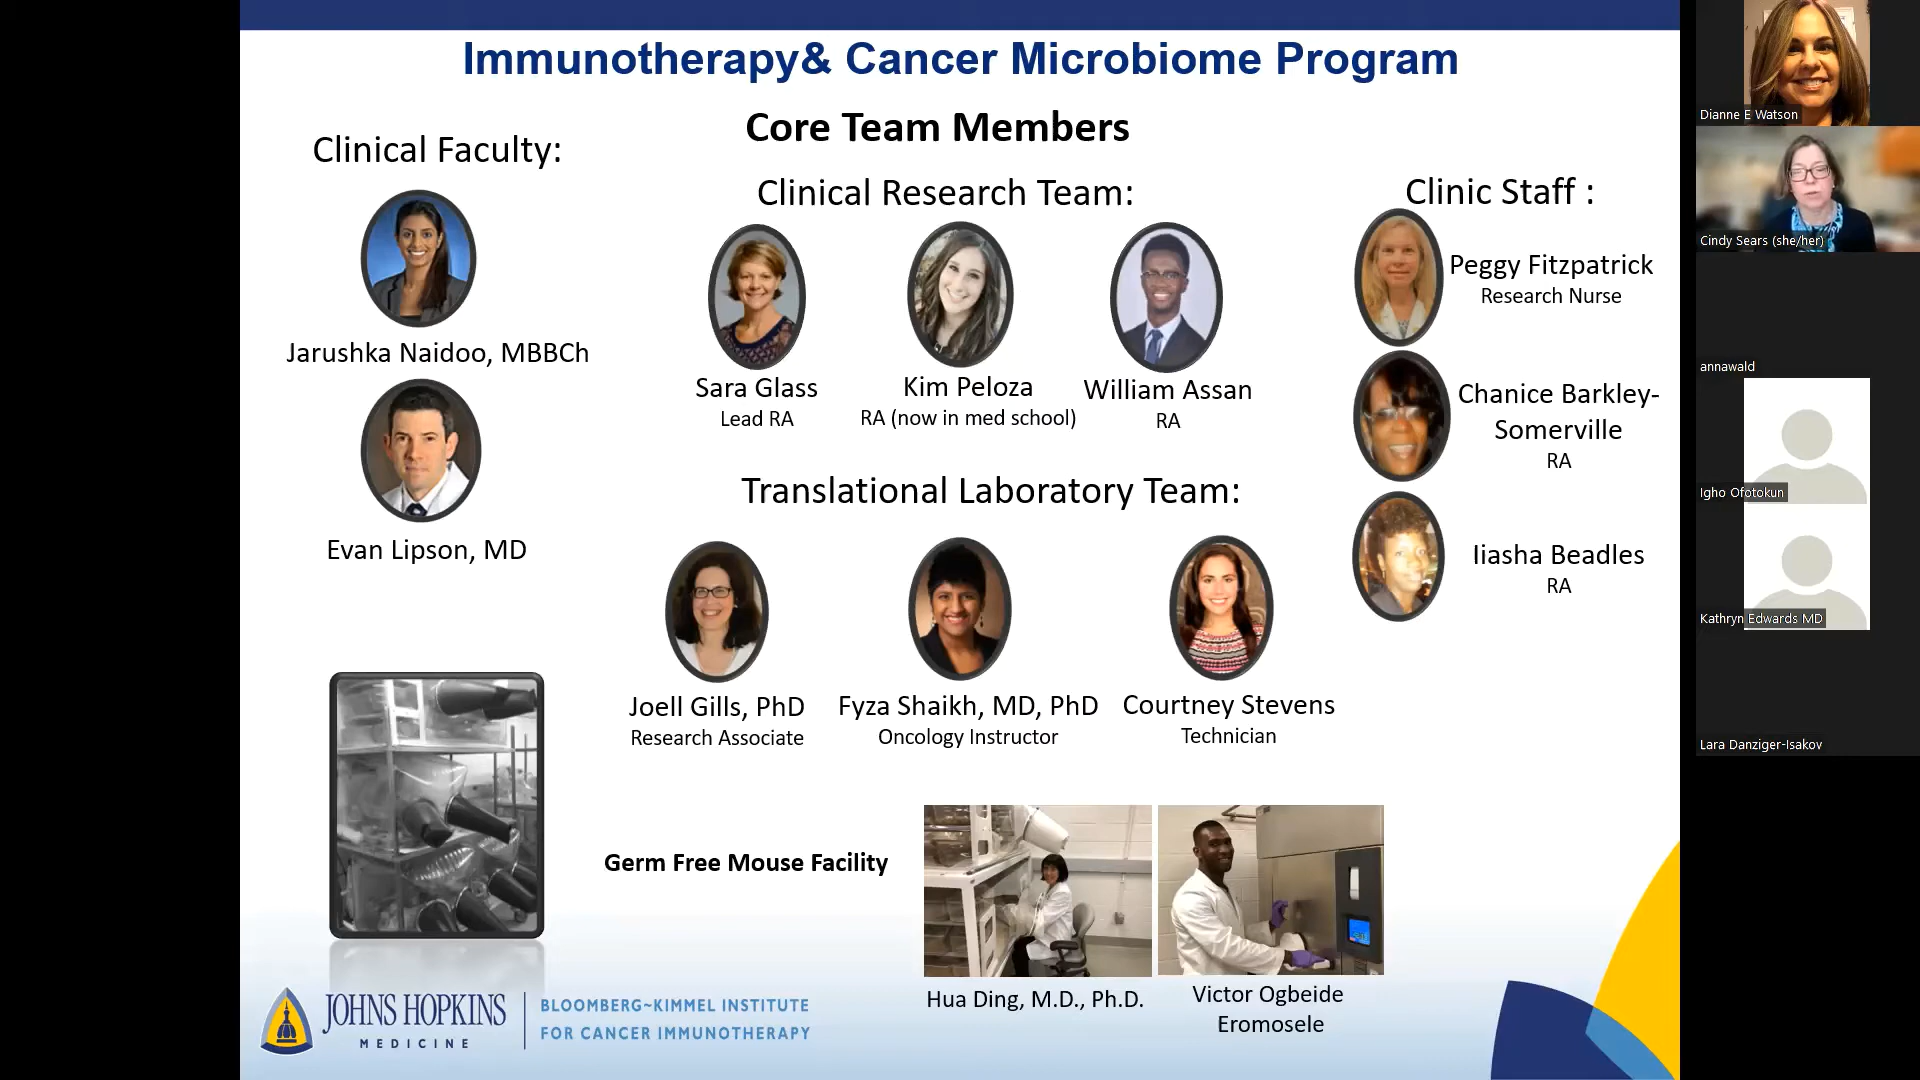 Immunotherapy& Cancer Microbiome Program
Core Team Members
Clinical Faculty:
Jarushka Naidoo, MBBCh
Evan Lipson, MD
Clinical Research Team:
Sara Glass
Lead RA
Kim Peloza
RA (now in med school)
William Assan
RA
Clinic Staff :
Peggy Fitzpatrick
Research Nurse
Chanice Barkley-
Somerville
RA
Iiasha Beadles
RA
Translational Laboratory Team:
Joell Gills, PhD
Research Associate
Fyza Shaikh, MD, PhD
Oncology Instructor
Courtney Stevens
Technician
Germ Free Mouse Facility
Hua Ding, M.D., Ph.D.
Victor Ogbeide
Eromosele
JOHNS HOPKINS
MEDICINE
BLOOMBERG~KIMMEL INSTITUTE
FOR CANCER IMMUNOTHERAPY
Dianne E Watson
Cindy Sears (she/her)
annawald
Igho Ofotokun
Kathryn Edwards MD
Lara Danziger-Isakov